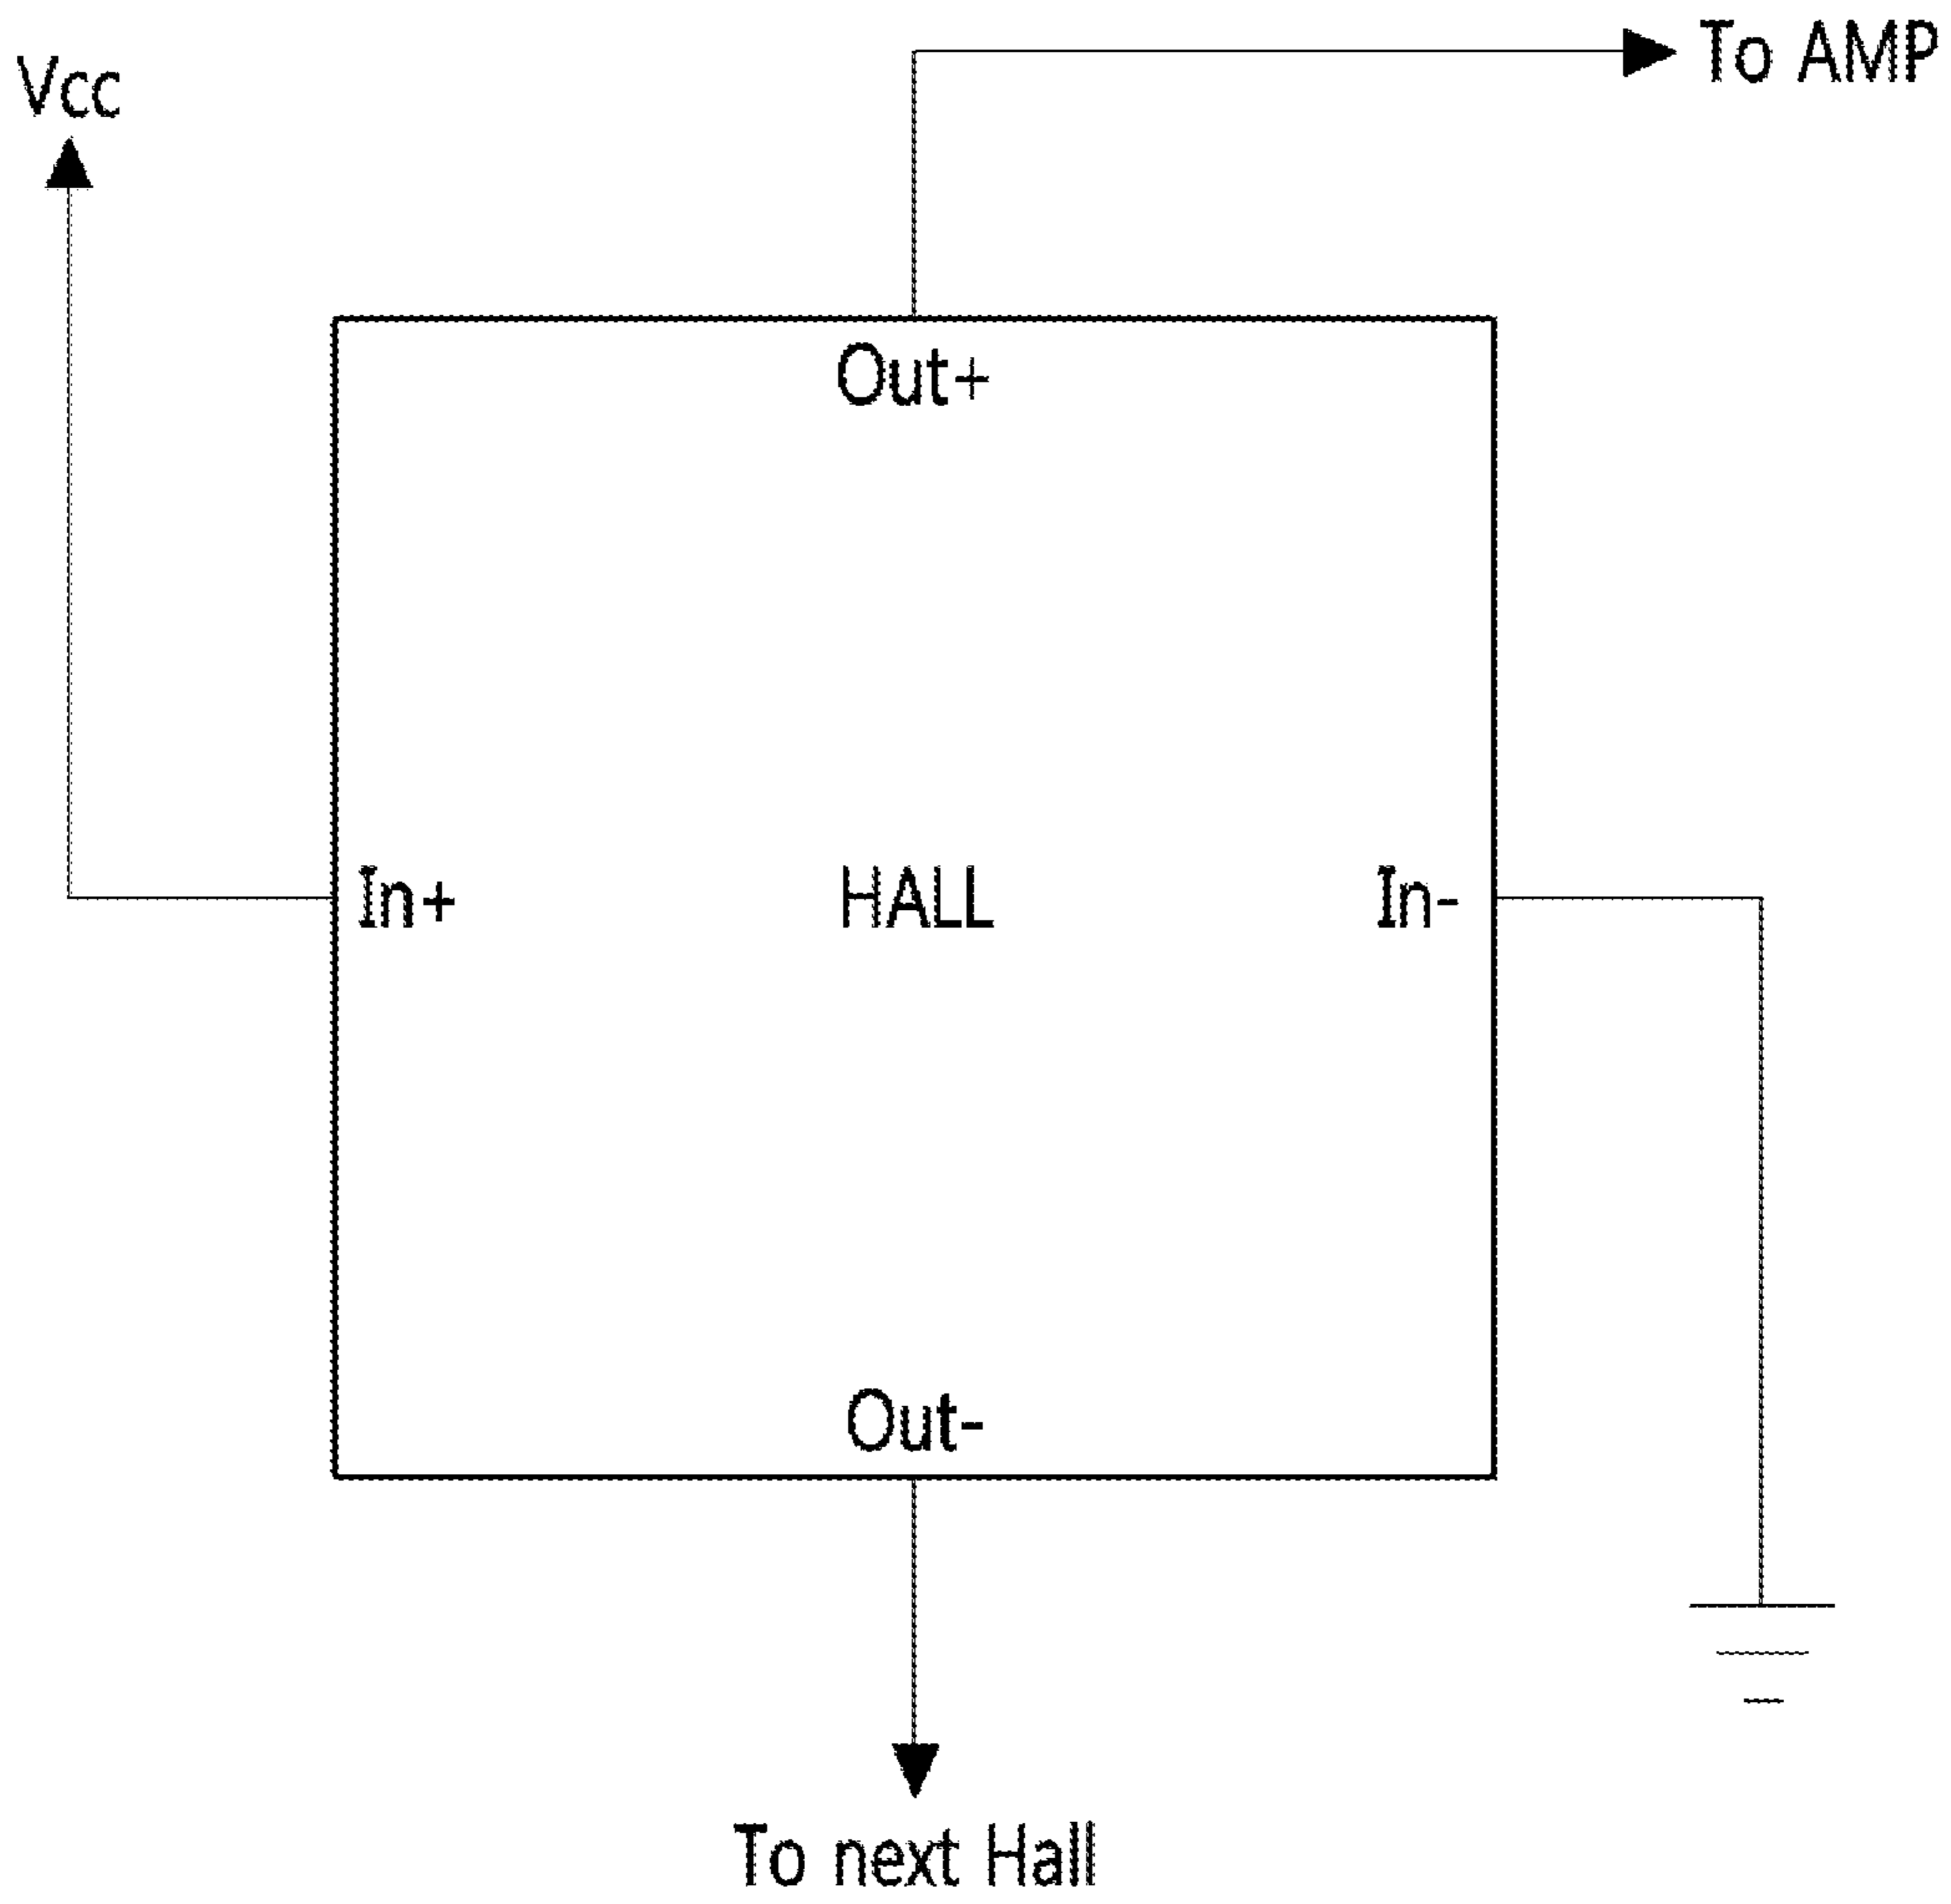 To AMP
Vcc
Out+
In+
HALL
In-
Out-
To next Hall